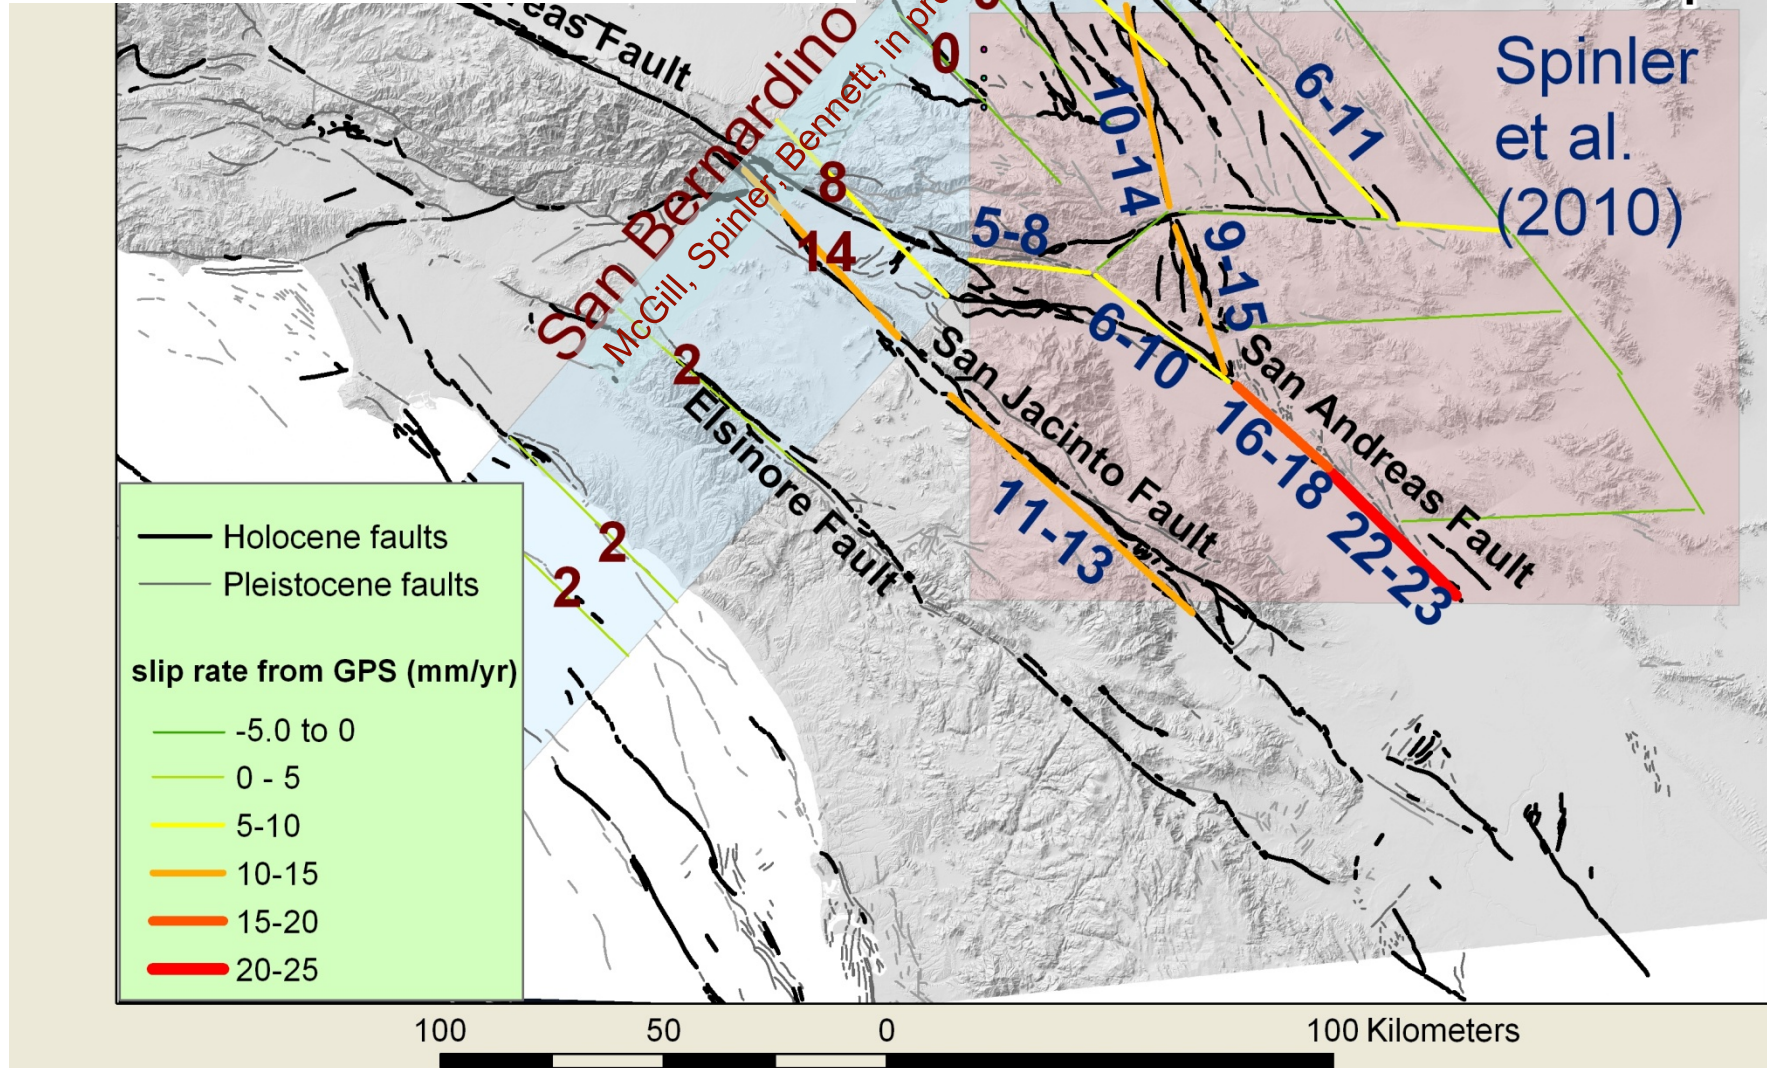 reas Fault
San Bernardino
McGill, Spinler, Bennett, in pro
0
8
14
2
2
2
10-14
6-11
Spinler
et al.
(2010)
5-8
9-15
6-10
San Andreas Fault
16-18
22-23
San Jacinto Fault
11-13
Elsinore Fault
Holocene faults
Pleistocene faults
slip rate from GPS (mm/yr)
-5.0 to 0
0 - 5
5-10
10-15
15-20
20-25
100 50 0 100 Kilometers